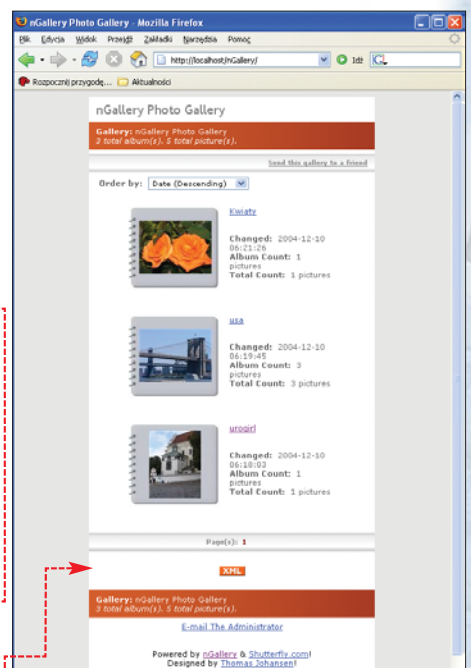 nGallery Photo Gallery - Mozilla Firefox
Plik Edycja Widok Przejdź Zakładki Narzędzia Pomoc
http://localhost/nGallery/ Idź
Rozpocznij przygodę... Aktualności
nGallery Photo Gallery
Gallery: nGallery Photo Gallery
3 total album(s). 5 total picture(s).
Send this gallery to a friend
Order by: Date (Descending)
Kwiaty
Changed: 2004-12-10
06:21:26
Album Count: 1
pictures
Total Count: 1 pictures
usa
Changed: 2004-12-10
06:19:45
Album Count: 3
pictures
Total Count: 3 pictures
urogirl
Changed: 2004-12-10
06:18:03
Album Count: 1
pictures
Total Count: 1 pictures
Page(s): 1
XML
Gallery: nGallery Photo Gallery
3 total album(s). 5 total picture(s).
E-mail The Administrator
Powered by nGallery & Shutterfly.com!
Designed by Thomas Johansen!